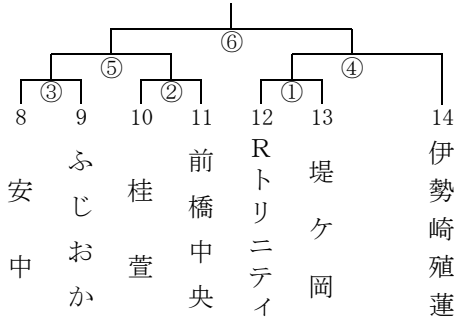 ⑥
⑤ ④
③ ② ①
8 9 10 11 12 13 14
安中
ふじおか
桂萱
前橋中央
Rトリニティ
堤ケ岡
伊勢崎殖蓮